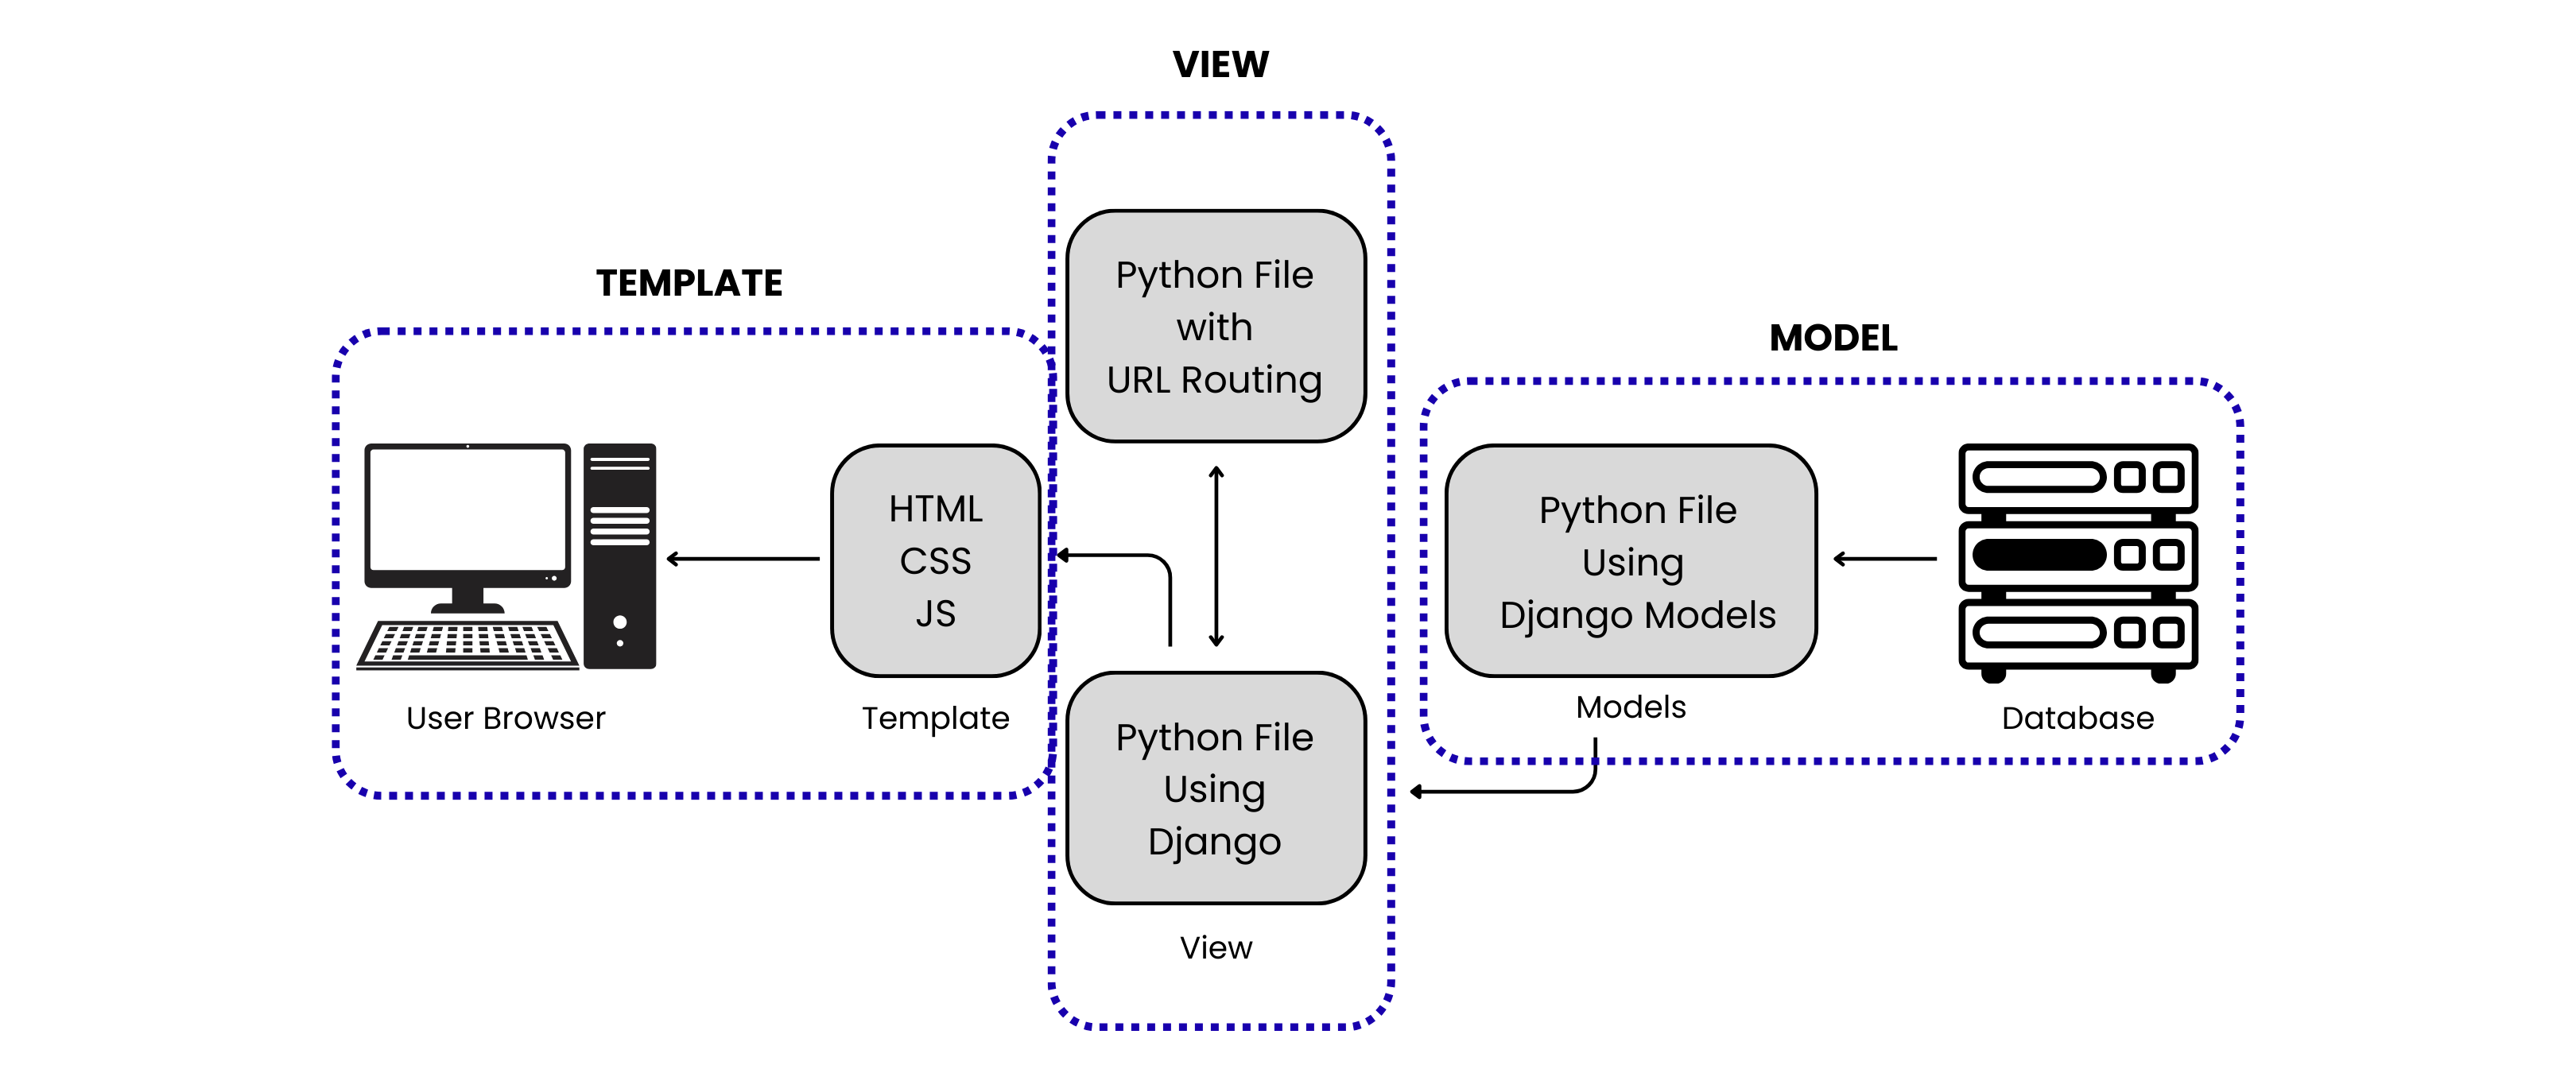 VIEW
Python File
with
URL Routing
TEMPLATE
MODEL
HTML
CSS
JS
Python File
Using
Django Models
User Browser
Template
Models
Database
Python File
Using
Django
View